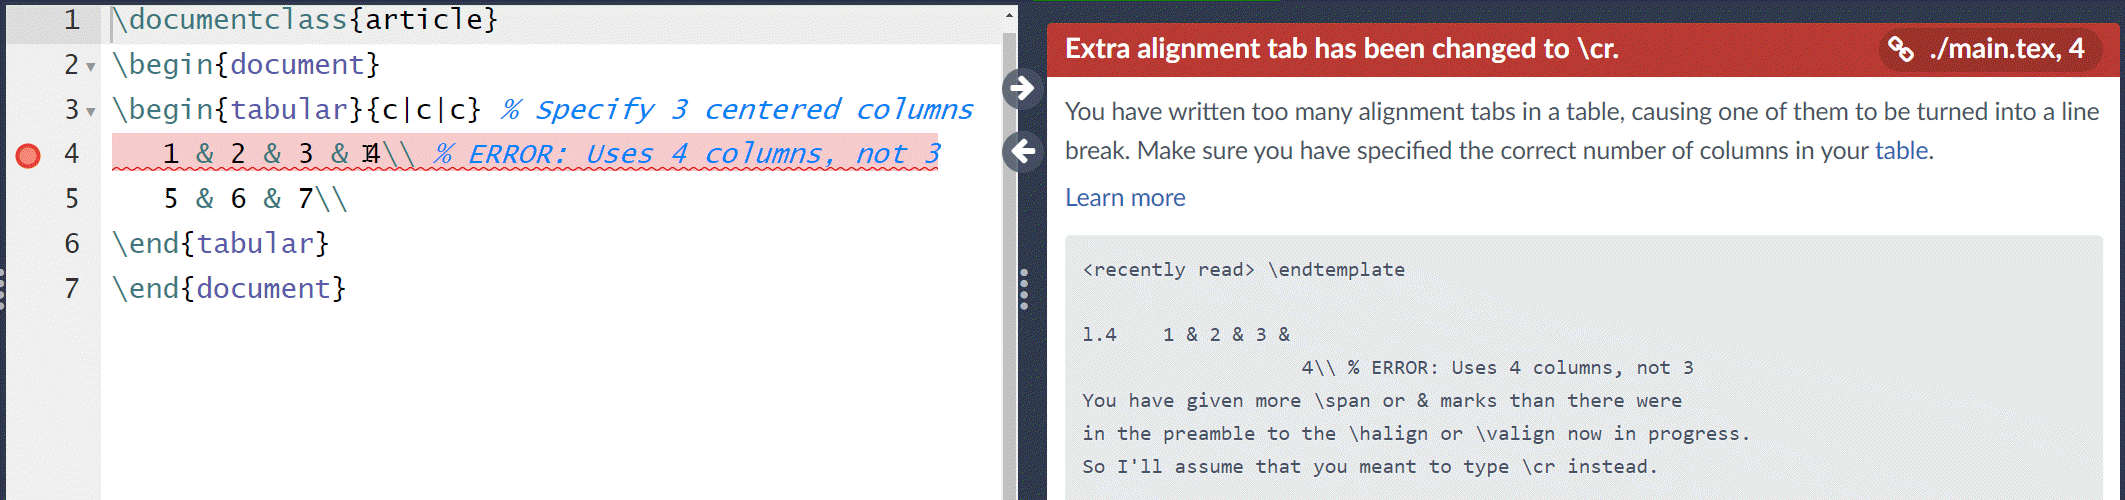 1 \documentclass{article}
2 \begin{document}
3 \begin{tabular}{c|c|c} % Specify 3 centered columns
4    1 & 2 & 3 & 4\\ % ERROR: Uses 4 columns, not 3
5    5 & 6 & 7\\
6 \end{tabular}
7 \end{document}
Extra alignment tab has been changed to \cr.
./main.tex, 4
You have written too many alignment tabs in a table, causing one of them to be turned into a line
break. Make sure you have specified the correct number of columns in your table.
Learn more
<recently read> \endtemplate
l.4    1 & 2 & 3 &
4\\ % ERROR: Uses 4 columns, not 3
You have given more \span or & marks than there were
in the preamble to the \halign or \valign now in progress.
So I'll assume that you meant to type \cr instead.